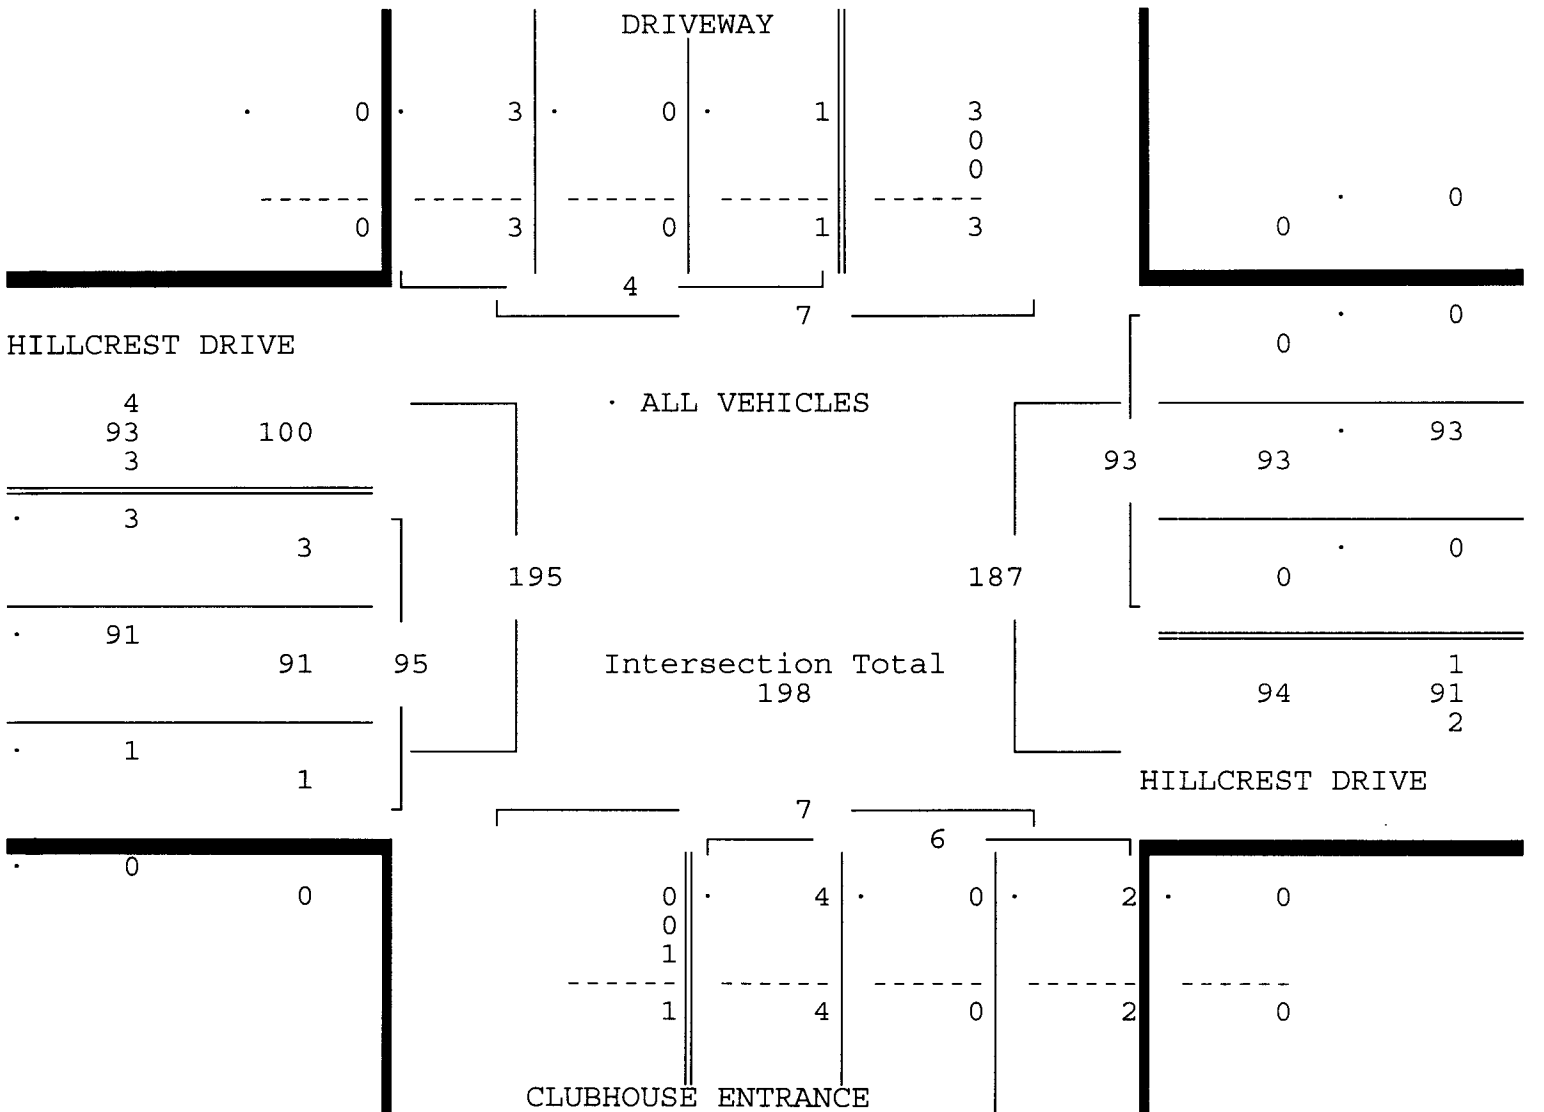 DRIVEWAY
· 0 · 3 · 0 · 1 3
0
0
· 0
------ ------ ------ ------ ------
0 3 0 1 3 0
4
7 · 0
HILLCREST DRIVE 0
4 · ALL VEHICLES
93 100 · 93
3 93 93
· 3
3 · 0
195 187 0
· 91
91 95 Intersection Total 1
198 94 91
2
· 1
1 HILLCREST DRIVE
7
6
· 0
0 0 · 4 · 0 · 2 · 0
0
1
------ ------ ------ ------ ------
1 4 0 2 0
CLUBHOUSE ENTRANCE